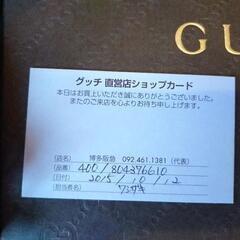 GU
グッチ 直営店ショップカード
本日はお買上いただき誠にありがとうございました。
またのご来店を心よりお待ち申し上げます。
(店名) 博多阪急 092.461.1381 (代表)
(品番) 400/804376610
(日付) 2015/10/12
(担当者名)